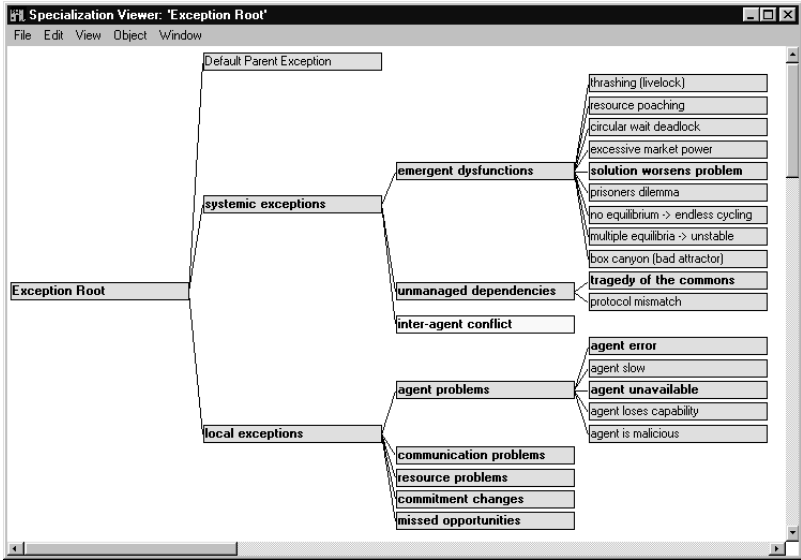 Specialization Viewer: 'Exception Root'
File Edit View Object Window
Default Parent Exception
thrashing (livelock)
resource poaching
circular wait deadlock
excessive market power
emergent dysfunctions
solution worsens problem
prisoners dilemma
systemic exceptions
no equilibrium -> endless cycling
multiple equilibria -> unstable
box canyon (bad attractor)
tragedy of the commons
Exception Root
unmanaged dependencies
protocol mismatch
inter-agent conflict
agent error
agent slow
agent problems
agent unavailable
agent loses capability
local exceptions
agent is malicious
communication problems
resource problems
commitment changes
missed opportunities